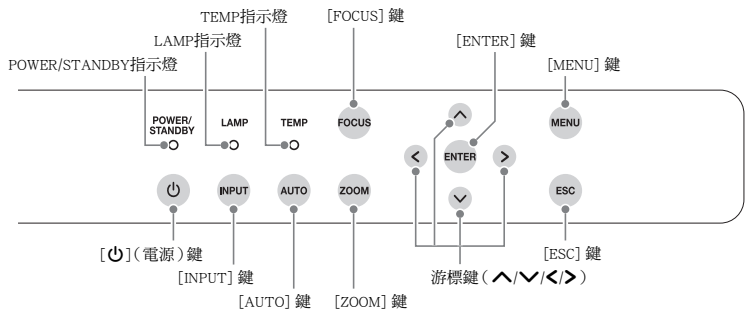 TEMP指示燈
[FOCUS] 鍵
LAMP指示燈
[ENTER] 鍵
POWER/STANDBY指示燈
[MENU] 鍵
POWER/
STANDBY
LAMP
TEMP
FOCUS
MENU
ENTER
INPUT
AUTO
ZOOM
ESC
[⏻](電源)鍵
[ESC] 鍵
[INPUT] 鍵
游標鍵(∧/∨/</>)
[AUTO] 鍵
[ZOOM] 鍵